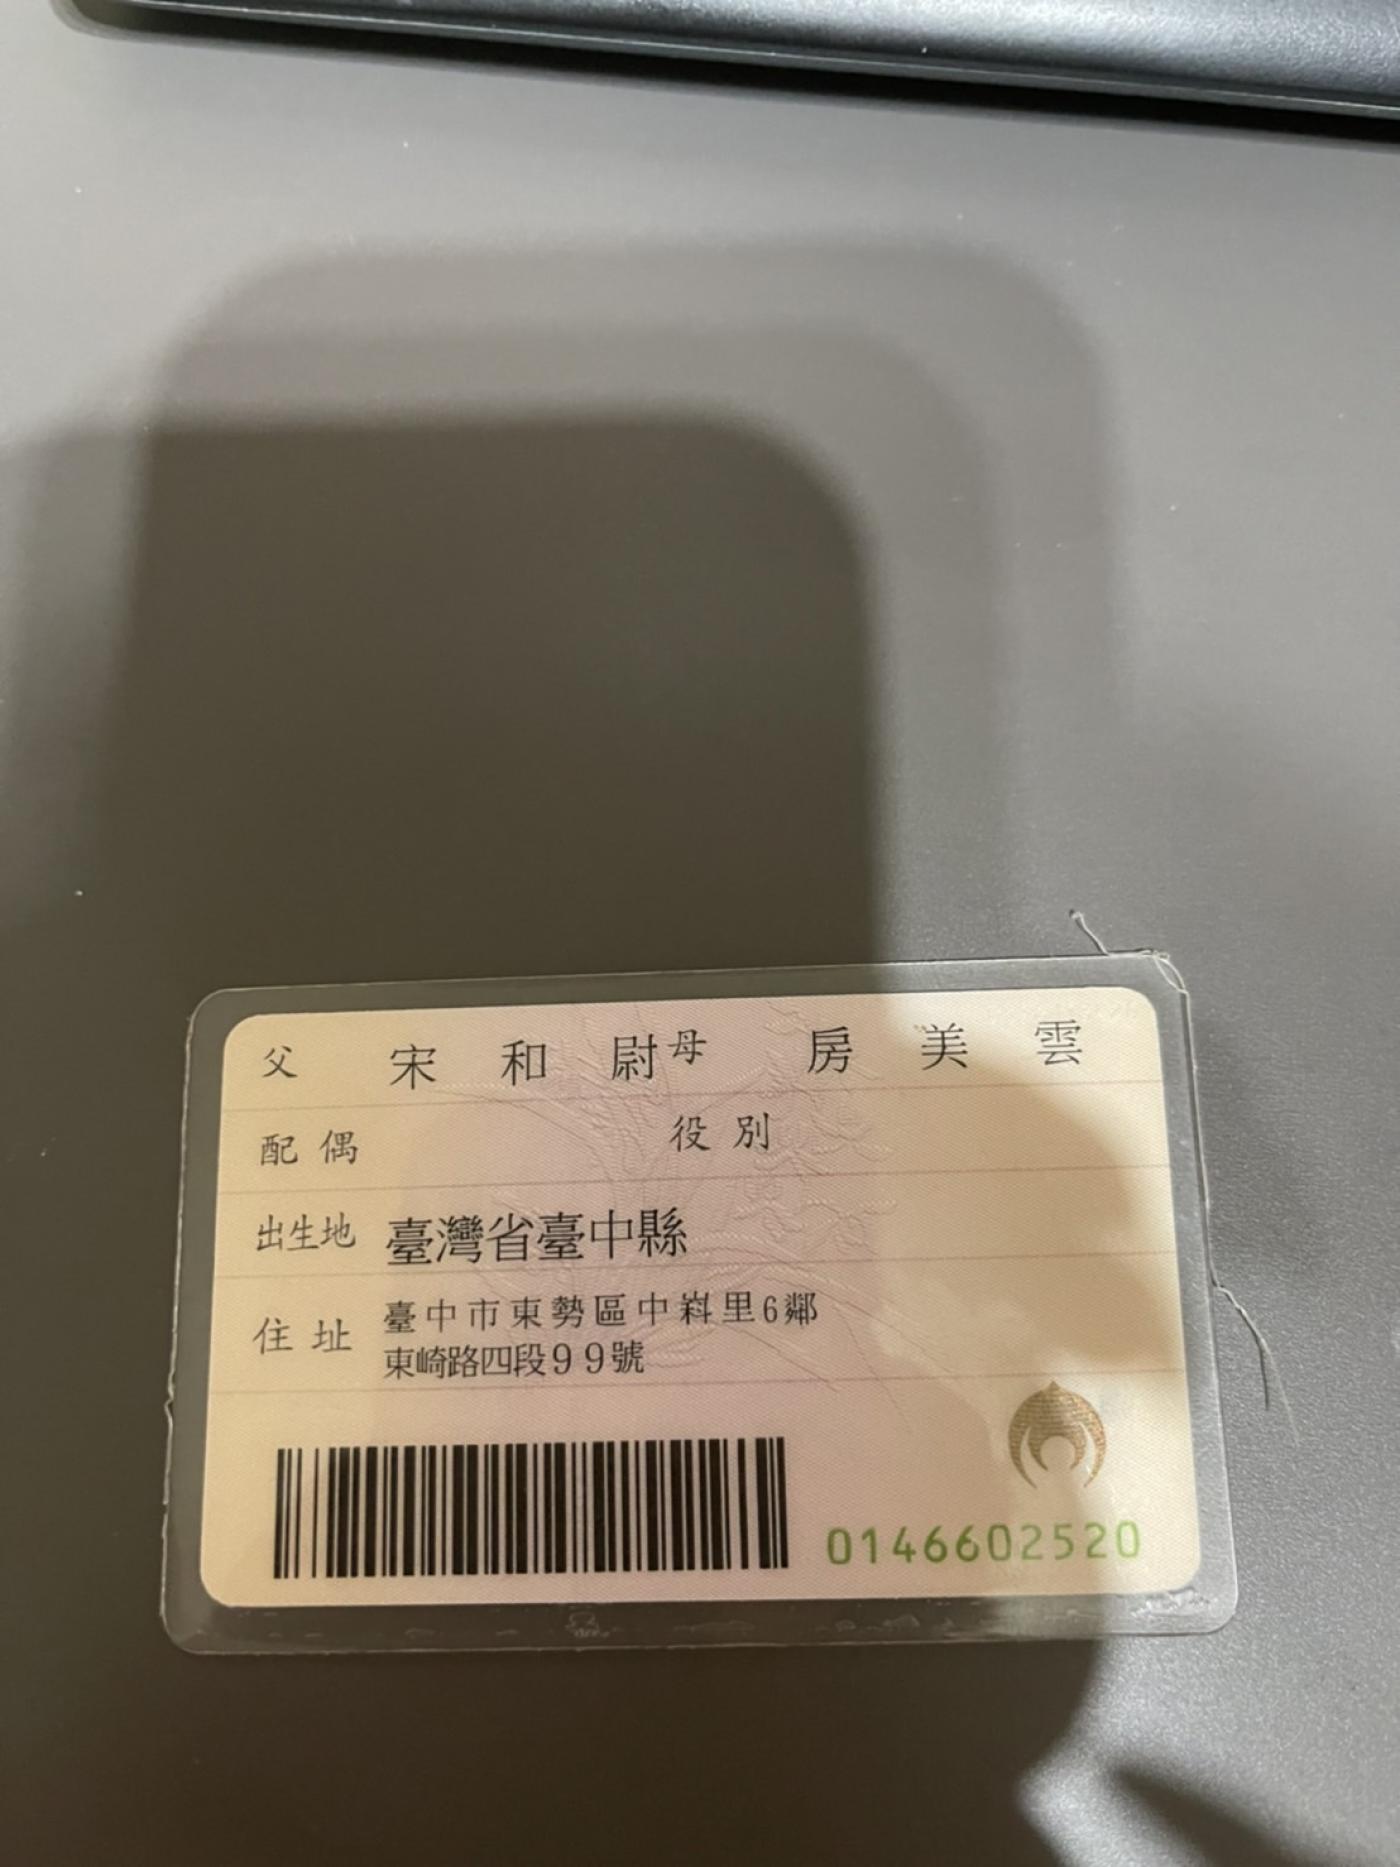 父 宋和尉 母 房美雲
配偶 役別
出生地 臺灣省臺中縣
住址 臺中市東勢區中嵙里6鄰
東崎路四段99號
0146602520